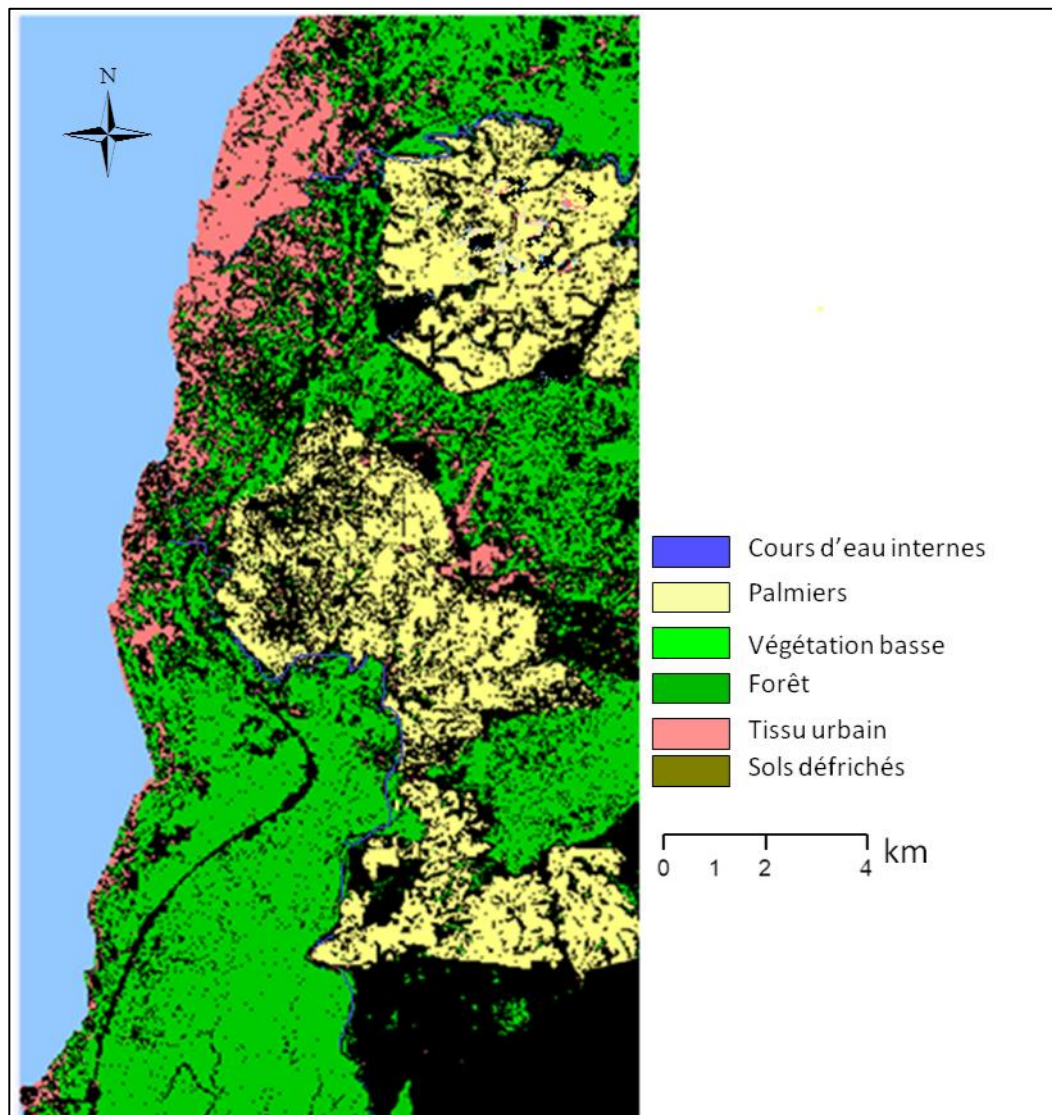 N
Cours d'eau internes
Palmiers
Végétation basse
Forêt
Tissu urbain
Sols défrichés
km
0 1 2 4